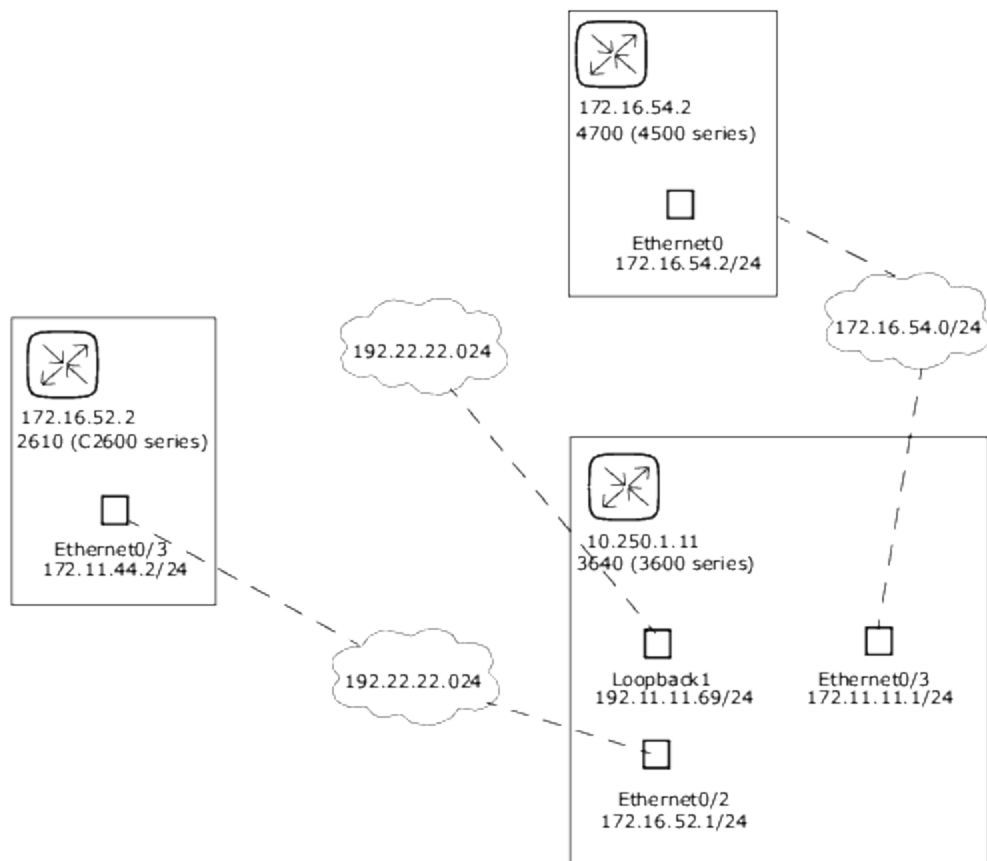 172.16.54.2
4700 (4500 series)
Ethernet0
172.16.54.2/24
172.16.54.0/24
192.22.22.024
172.16.52.2
2610 (C2600 series)
Ethernet0/3
172.11.44.2/24
192.22.22.024
10.250.1.11
3640 (3600 series)
Loopback1
192.11.11.69/24
Ethernet0/3
172.11.11.1/24
Ethernet0/2
172.16.52.1/24